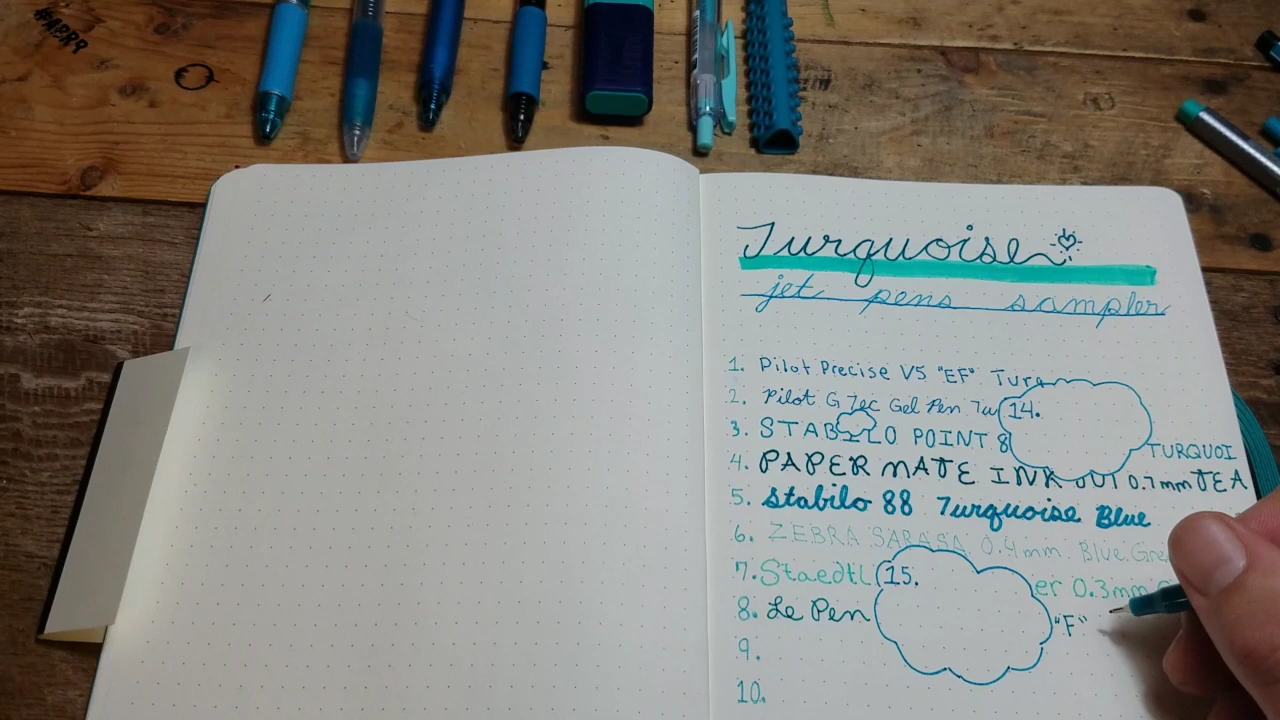 #ABR9
Turquoise
jet pens sampler
1. Pilot Precise V5 "EF" Turq
2. Pilot G Tec Gel Pen Tu 14.
3. STABILO POINT 8 TURQUOI
4. PAPER MATE INKJOY 0.7mm TEA
5. Stabilo 88 Turquoise Blue
6. ZEBRA SARASA 0.4mm Blue Gre
7. Staedtl 15. er 0.3mm
8. Le Pen "F"
9.
10.